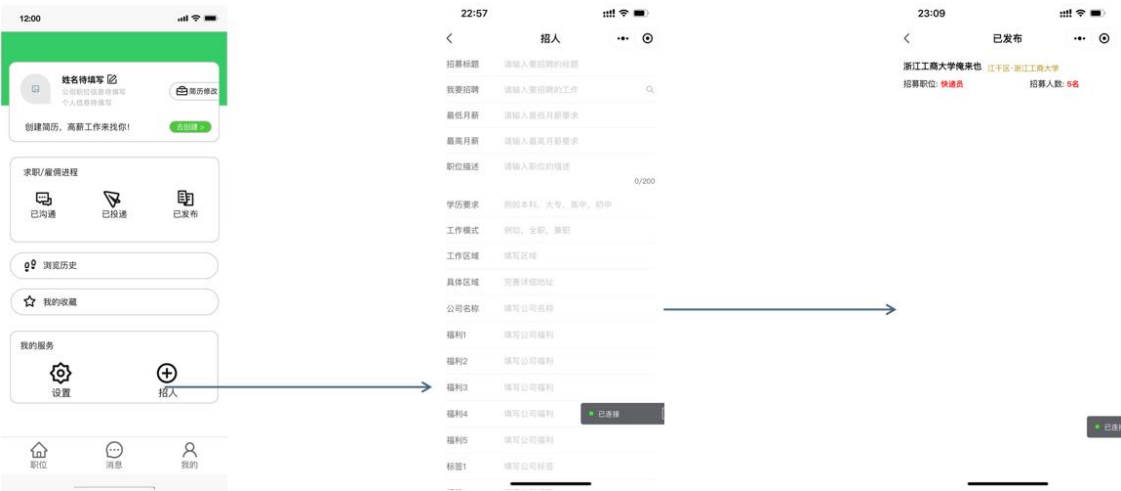 12:00
姓名待填写
公司职位信息待填写
个人信息待填写
简历修改
创建简历，高薪工作来找你!
去创建 >
求职/雇佣进程
已沟通
已投递
已发布
浏览历史
我的收藏
我的服务
设置
招人
职位
消息
我的
22:57
招人
招募标题 请输入要招聘的标题
我要招聘 请输入要招聘的工作
最低月薪 请输入最低月薪要求
最高月薪 请输入最高月薪要求
职位描述 请输入职位的描述
0/200
学历要求 例如本科，大专，高中，初中
工作模式 例如，全职，兼职
工作区域 填写区域
具体区域 完善详细地址
公司名称 填写公司名称
福利1 填写公司福利
福利2 填写公司福利
福利3 填写公司福利
福利4 填写公司福利
已连接
福利5 填写公司福利
标签1 填写公司标签
23:09
已发布
浙江工商大学俺来也 江干区-浙江工商大学
招募职位: 快递员 招募人数: 5名